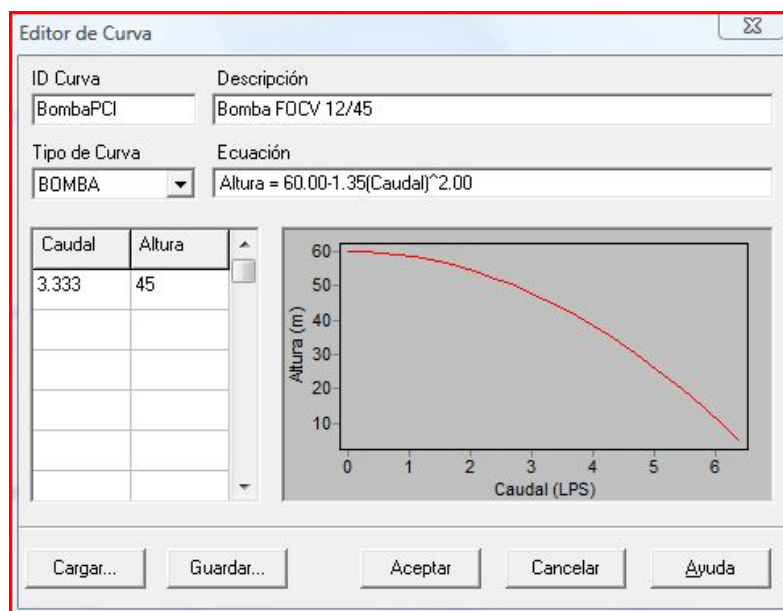 Editor de Curva
ID Curva Descripción
BombaPCI Bomba FOCV 12/45
Tipo de Curva Ecuación
BOMBA Altura = 60.00-1.35(Caudal)^2.00
Caudal Altura
3.333 45
Altura (m)
60
50
40
30
20
10
0 1 2 3 4 5 6
Caudal (LPS)
Cargar... Guardar... Aceptar Cancelar Ayuda